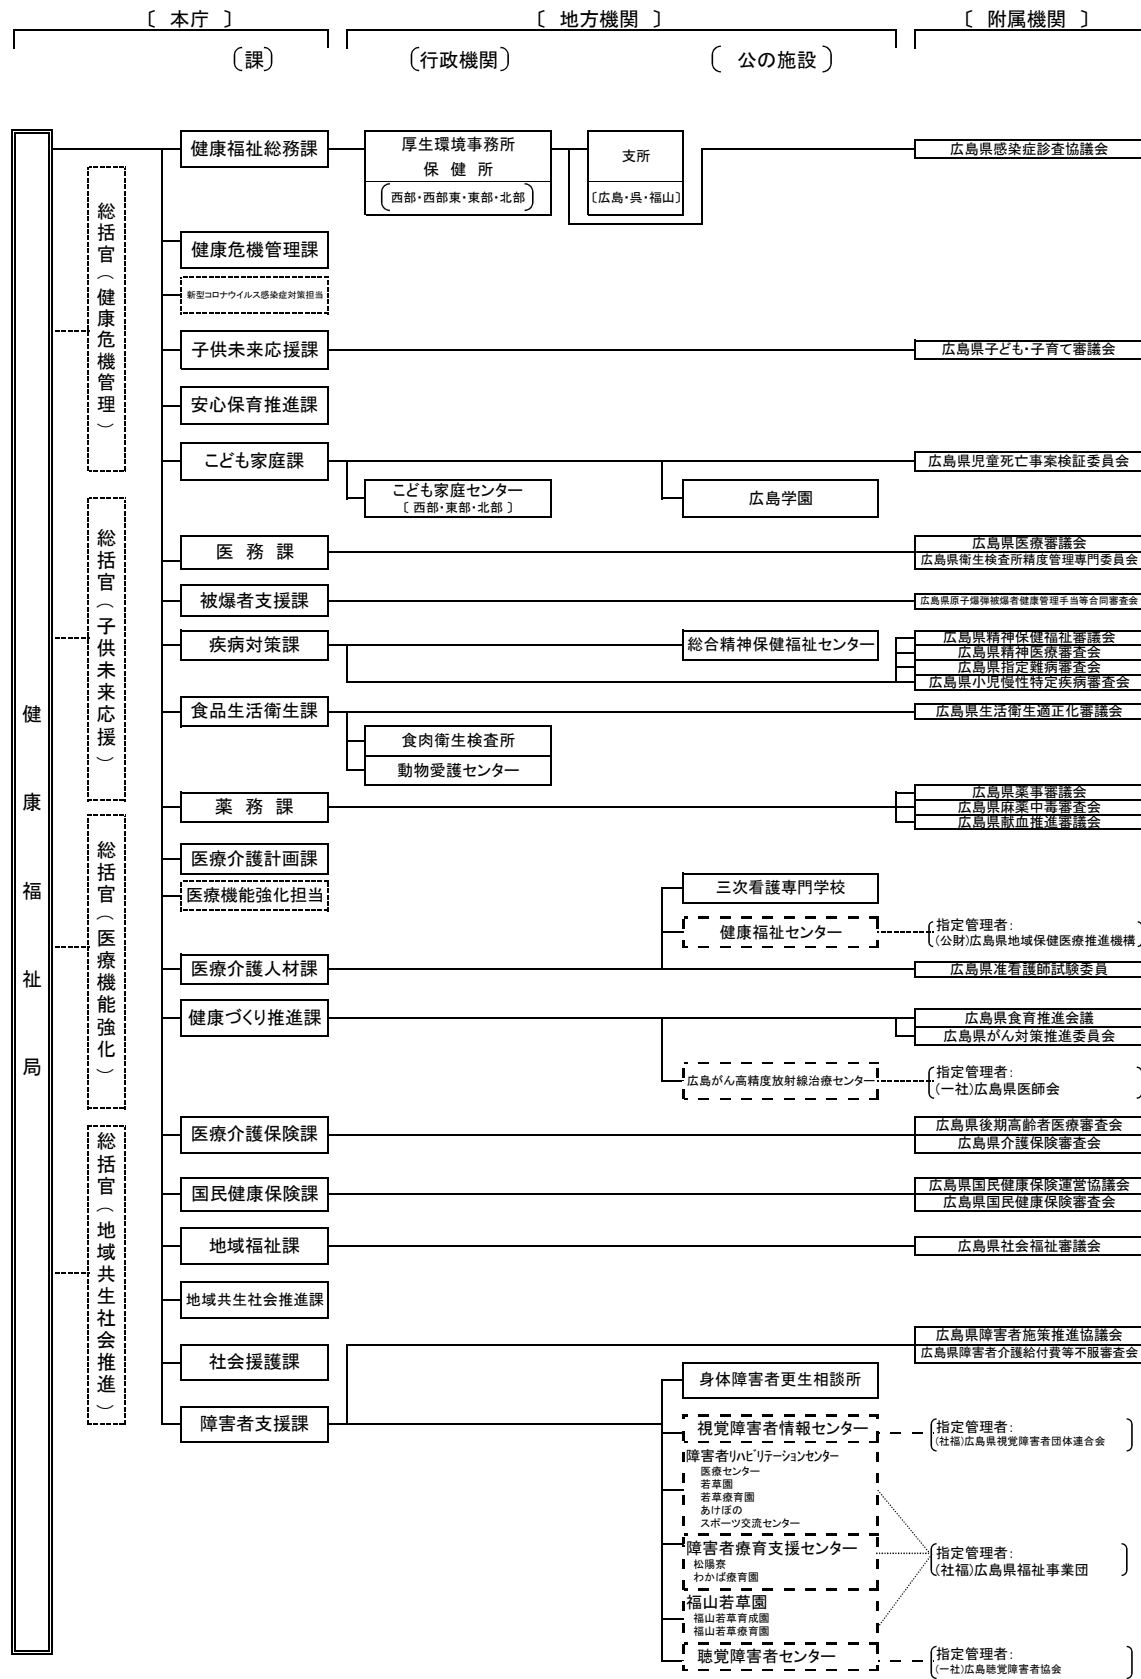 〔 本庁 〕
〔 地方機関 〕
〔 附属機関 〕
(課)
(行政機関)
( 公の施設 )
健康福祉局
総括官(健康危機管理)
総括官(子供未来応援)
総括官(医療機能強化)
総括官(地域共生社会推進)
健康福祉総務課
厚生環境事務所
保健所
(西部・西部東・東部・北部)
支所
〔広島・呉・福山〕
広島県感染症診査協議会
健康危機管理課
新型コロナウイルス感染症対策担当
子供未来応援課
広島県子ども・子育て審議会
安心保育推進課
こども家庭課
広島県児童死亡事案検証委員会
こども家庭センター
〔 西部・東部・北部 〕
広島学園
医務課
広島県医療審議会
広島県衛生検査所精度管理専門委員会
被爆者支援課
広島県原子爆弾被爆者健康管理手当等合同審査会
疾病対策課
総合精神保健福祉センター
広島県精神保健福祉審議会
広島県精神医療審査会
広島県指定難病審査会
広島県小児慢性特定疾病審査会
食品生活衛生課
広島県生活衛生適正化審議会
食肉衛生検査所
動物愛護センター
薬務課
広島県薬事審議会
広島県麻薬中毒審査会
広島県献血推進審議会
医療介護計画課
医療機能強化担当
三次看護専門学校
健康福祉センター
指定管理者:
(公財)広島県地域保健医療推進機構
医療介護人材課
広島県准看護師試験委員
健康づくり推進課
広島県食育推進会議
広島県がん対策推進委員会
広島がん高精度放射線治療センター
指定管理者:
(一社)広島県医師会
医療介護保険課
広島県後期高齢者医療審査会
広島県介護保険審査会
国民健康保険課
広島県国民健康保険運営協議会
広島県国民健康保険審査会
地域福祉課
広島県社会福祉審議会
地域共生社会推進課
社会援護課
広島県障害者施策推進協議会
広島県障害者介護給付費等不服審査会
身体障害者更生相談所
障害者支援課
視覚障害者情報センター
指定管理者:
(社福)広島県視覚障害者団体連合会
障害者リハビリテーションセンター
医療センター
若草園
若草療育園
あけぼの
スポーツ交流センター
障害者療育支援センター
松陽寮
わかば療育園
指定管理者:
(社福)広島県福祉事業団
福山若草園
福山若草育成園
福山若草療育園
聴覚障害者センター
指定管理者:
(一社)広島聴覚障害者協会